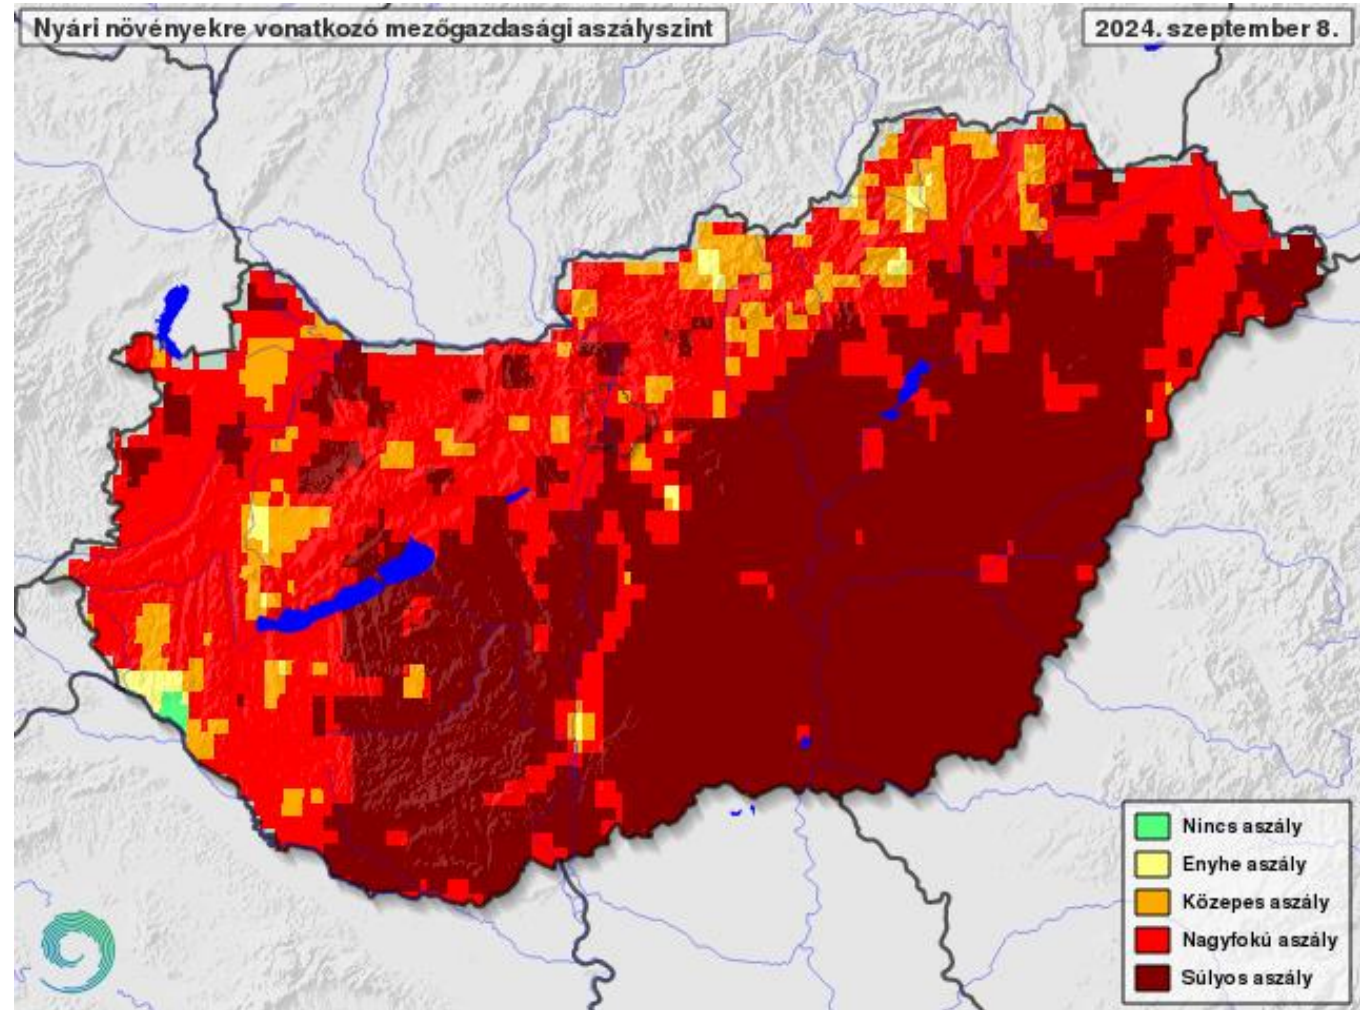 Nyári növényekre vonatkozó mezőgazdasági aszályszint
2024. szeptember 8.
Nincs aszály
Enyhe aszály
Közepes aszály
Nagyfokú aszály
Súlyos aszály